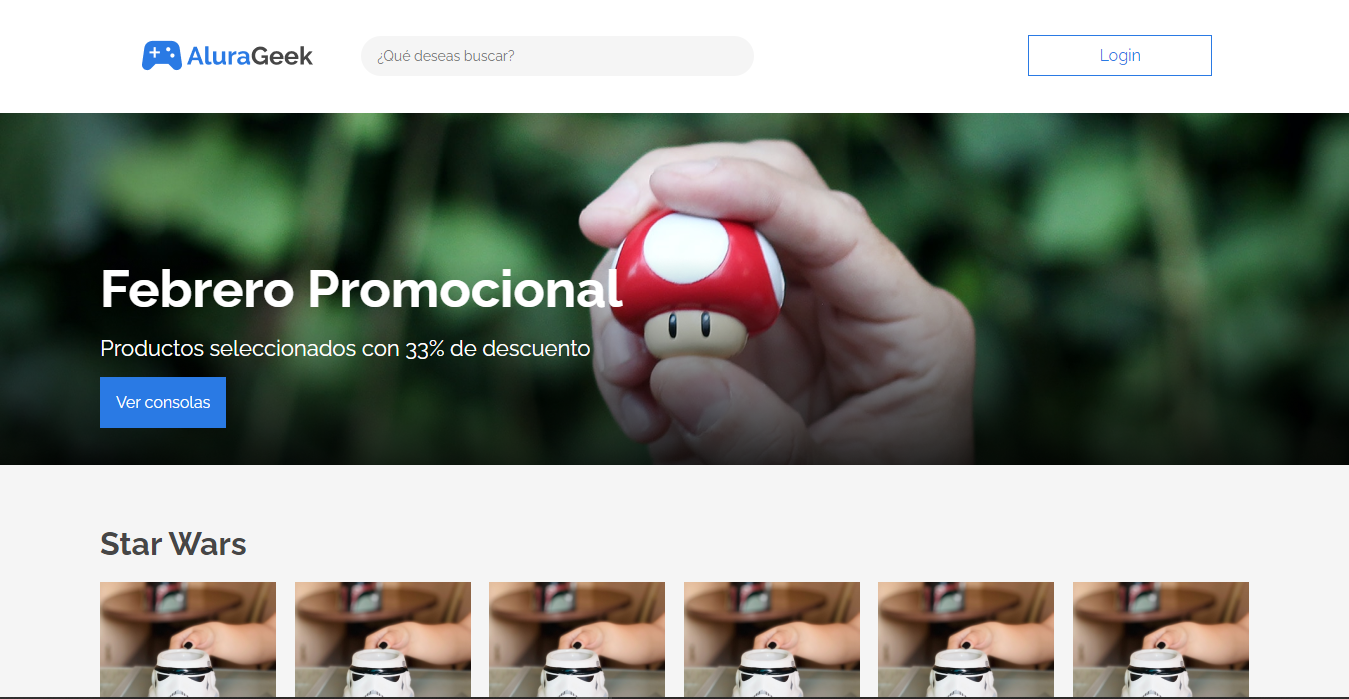 AluraGeek
¿Qué deseas buscar?
Login
Febrero Promocional
Productos seleccionados con 33% de descuento
Ver consolas
Star Wars